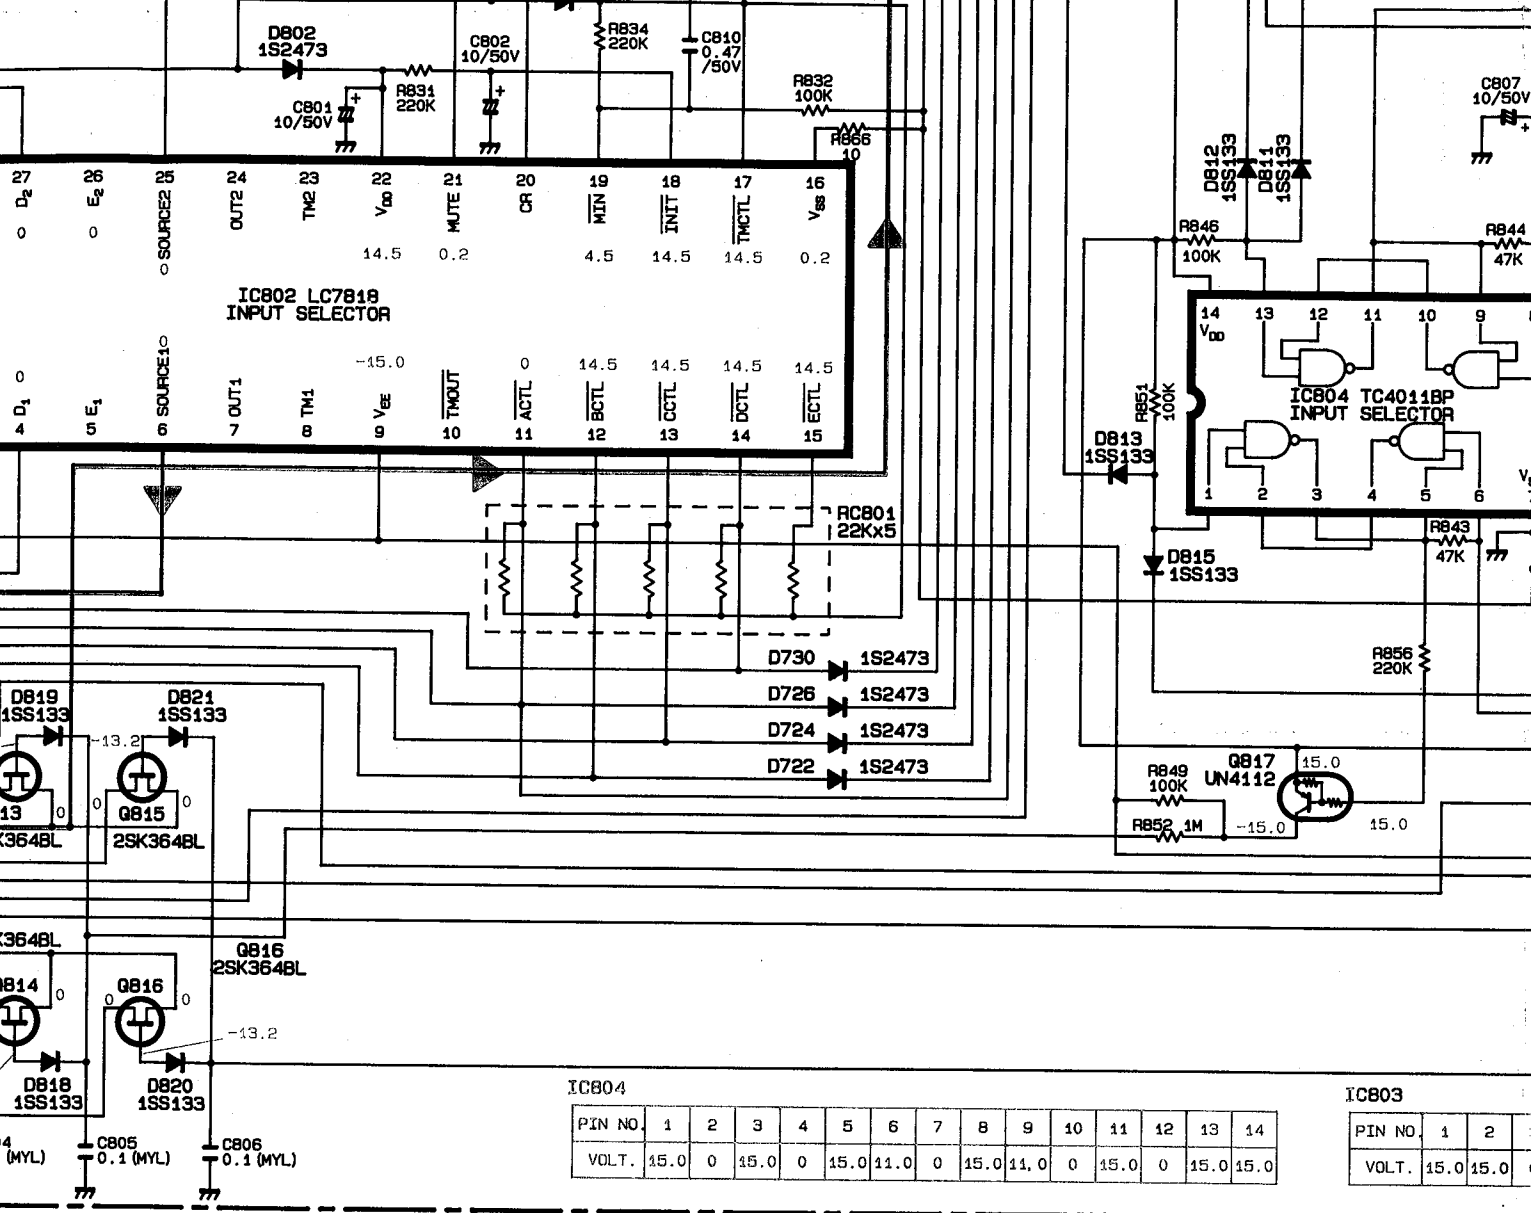 D802
1S2473
C802
10/50V
R834
220K
C810
0.47
/50V
R831
220K
C801
10/50V
+
+
R832
100K
R866
10
C807
10/50V
+
D812
1SS133
D811
1SS133
27 26 25 24 23 22 21 20 19 18 17 16
D2 E2 SOURCE2 OUT2 TM2 VDD MUTE CR MIN INIT TMCTL VSS
0 0 0 14.5 0.2 4.5 14.5 14.5 0.2
IC802 LC7818
INPUT SELECTOR
0 0 -15.0 0 14.5 14.5 14.5 14.5
D1 E1 SOURCE1 OUT1 TM1 VEE TMOUT ACTL BCTL CCTL DCTL ECTL
4 5 6 7 8 9 10 11 12 13 14 15
R846
100K
R844
47K
R851
100K
14 13 12 11 10 9
VDD
IC804 TC4011BP
INPUT SELECTOR
1 2 3 4 5 6
D813
1SS133
D815
1SS133
R843
47K
RC801
22Kx5
R856
220K
D730 1S2473
D726 1S2473
D724 1S2473
D722 1S2473
D819
1SS133
D821
1SS133
-13.2
13
0
0
Q815
0
K364BL
2SK364BL
Q817
UN4112
15.0
R849
100K
R852 1M
-15.0
15.0
K364BL
Q816
2SK364BL
814
0
0
Q816
0
-13.2
D818
1SS133
D820
1SS133
4
(MYL)
C805
0.1(MYL)
C806
0.1(MYL)
IC804
PIN NO. 1 2 3 4 5 6 7 8 9 10 11 12 13 14
VOLT. 15.0 0 15.0 0 15.0 11.0 0 15.0 11.0 0 15.0 0 15.0 15.0
IC803
PIN NO. 1 2
VOLT. 15.0 15.0